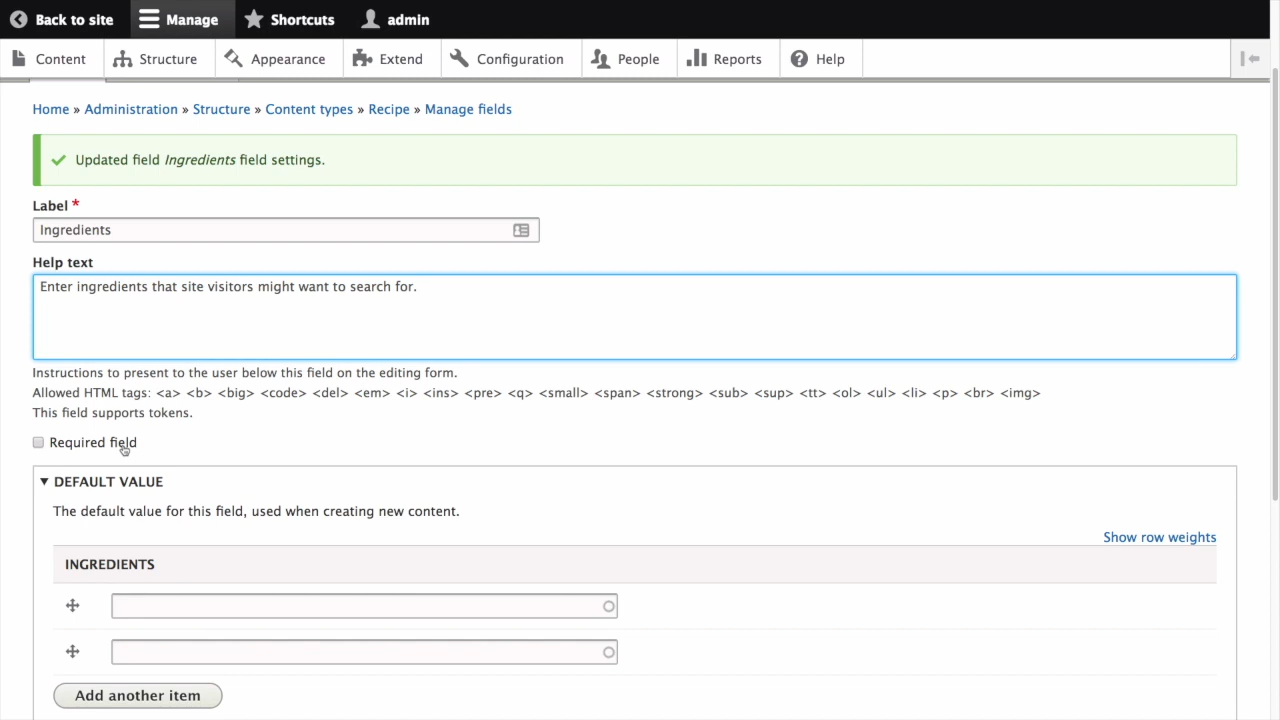 Back to site Manage Shortcuts admin
Content Structure Appearance Extend Configuration People Reports Help
Home » Administration » Structure » Content types » Recipe » Manage fields
Updated field Ingredients field settings.
Label *
Ingredients
Help text
Enter ingredients that site visitors might want to search for.
Instructions to present to the user below this field on the editing form.
Allowed HTML tags: <a> <b> <big> <code> <del> <em> <i> <ins> <pre> <q> <small> <span> <strong> <sub> <sup> <tt> <ol> <ul> <li> <p> <br> <img>
This field supports tokens.
Required field
DEFAULT VALUE
The default value for this field, used when creating new content.
Show row weights
INGREDIENTS
Add another item